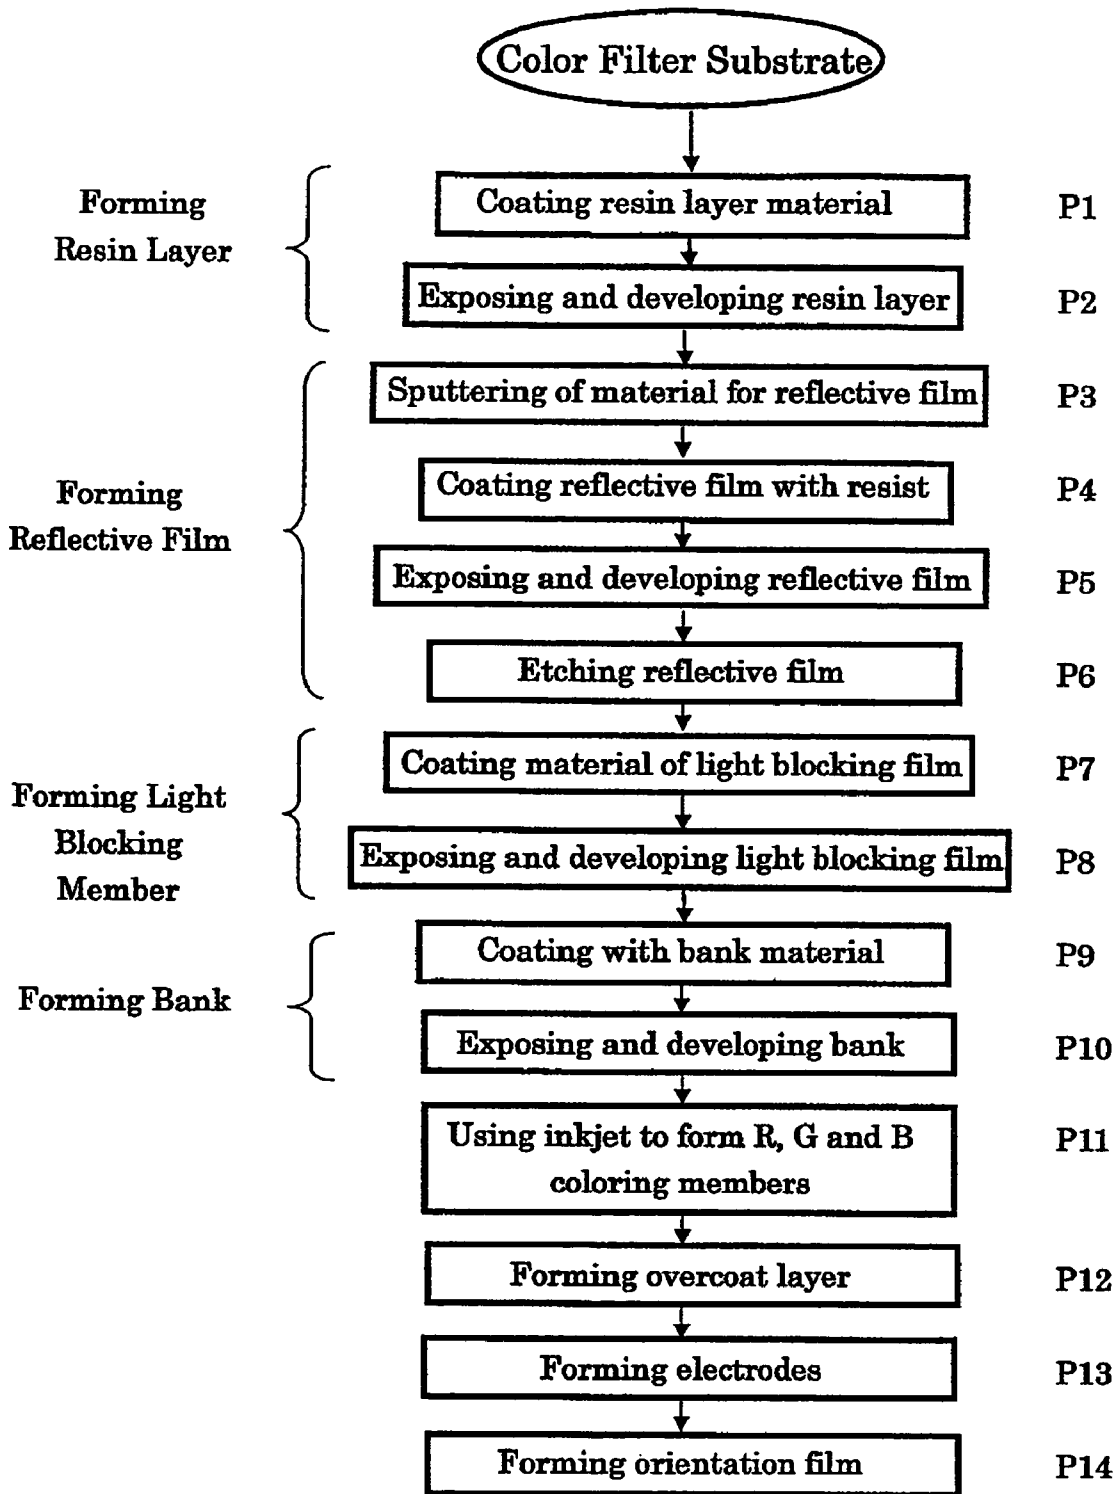 Color Filter Substrate
Forming
Resin Layer
Coating resin layer material
P1
Exposing and developing resin layer
P2
Forming
Reflective Film
Sputtering of material for reflective film
P3
Coating reflective film with resist
P4
Exposing and developing reflective film
P5
Etching reflective film
P6
Forming Light
Blocking
Member
Coating material of light blocking film
P7
Exposing and developing light blocking film
P8
Forming Bank
Coating with bank material
P9
Exposing and developing bank
P10
Using inkjet to form R, G and B
coloring members
P11
Forming overcoat layer
P12
Forming electrodes
P13
Forming orientation film
P14